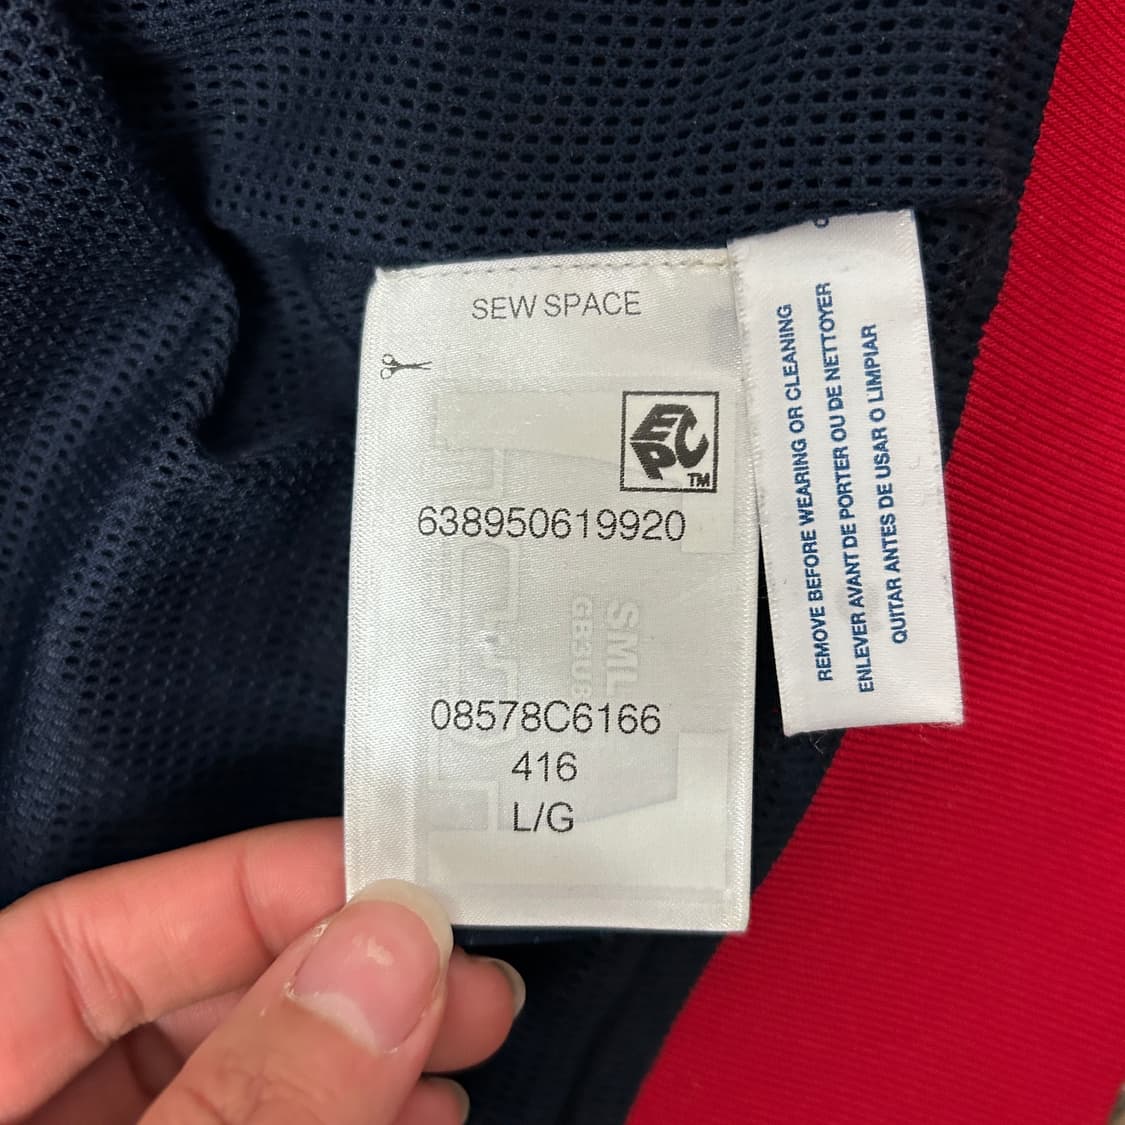 SEW SPACE
EPC
TM
638950619920
SML
08578C6166
416
L/G
REMOVE BEFORE WEARING OR CLEANING
ENLEVER AVANT DE PORTER OU DE NETTOYER
QUITAR ANTES DE USAR O LIMPIAR